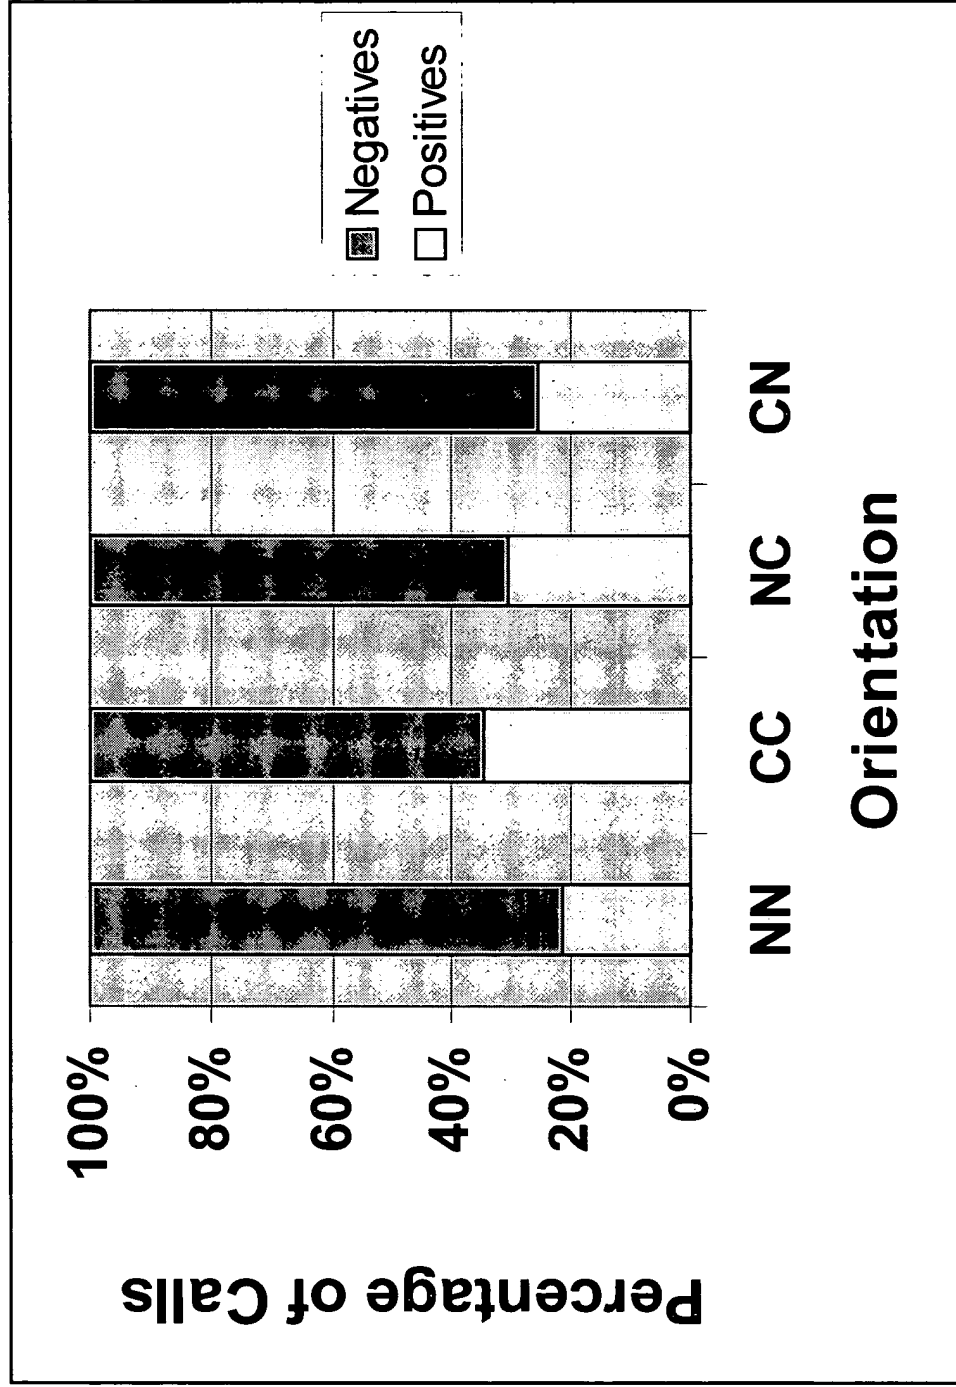 Percentage of Calls
100%
80%
60%
40%
20%
0%
NN
CC
NC
CN
Orientation
Negatives
Positives